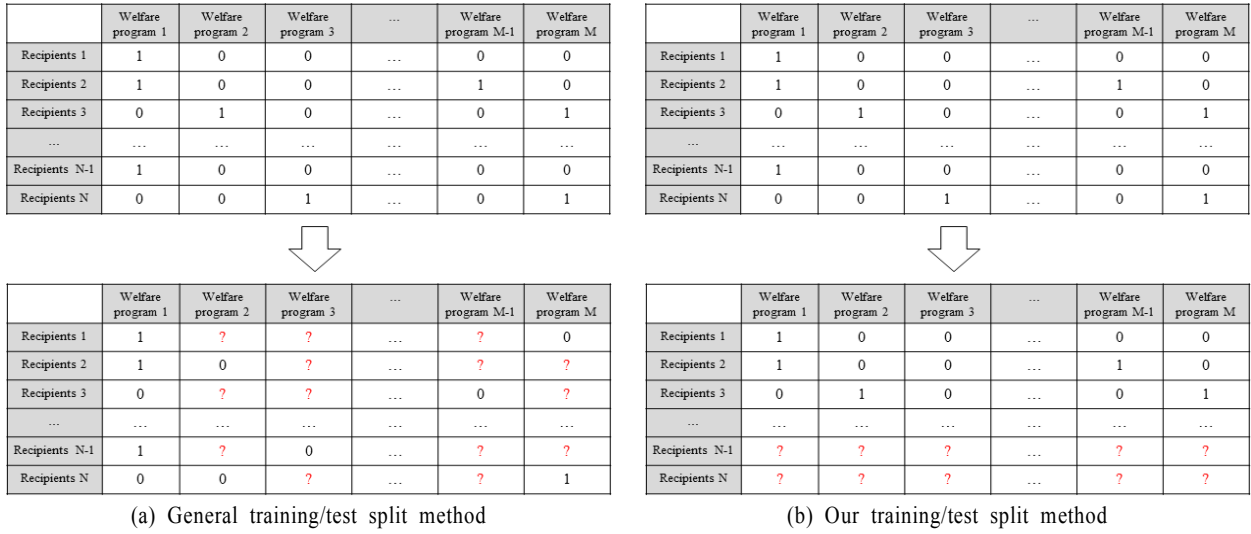 Welfare program 1 Welfare program 2 Welfare program 3 ... Welfare program M-1 Welfare program M
Recipients 1 1 0 0 ... 0 0
Recipients 2 1 0 0 ... 1 0
Recipients 3 0 1 0 ... 0 1
... ... ... ... ... ... ...
Recipients N-1 1 0 0 ... 0 0
Recipients N 0 0 1 ... 0 1
Welfare program 1 Welfare program 2 Welfare program 3 ... Welfare program M-1 Welfare program M
Recipients 1 1 ? ? ... ? 0
Recipients 2 1 0 ? ... ? ?
Recipients 3 0 ? ? ... 0 ?
... ... ... ... ... ... ...
Recipients N-1 1 ? 0 ... ? ?
Recipients N 0 0 ? ... ? 1
(a) General training/test split method
Welfare program 1 Welfare program 2 Welfare program 3 ... Welfare program M-1 Welfare program M
Recipients 1 1 0 0 ... 0 0
Recipients 2 1 0 0 ... 1 0
Recipients 3 0 1 0 ... 0 1
... ... ... ... ... ... ...
Recipients N-1 1 0 0 ... 0 0
Recipients N 0 0 1 ... 0 1
Welfare program 1 Welfare program 2 Welfare program 3 ... Welfare program M-1 Welfare program M
Recipients 1 1 0 0 ... 0 0
Recipients 2 1 0 0 ... 1 0
Recipients 3 0 1 0 ... 0 1
... ... ... ... ... ... ...
Recipients N-1 ? ? ? ... ? ?
Recipients N ? ? ? ... ? ?
(b) Our training/test split method